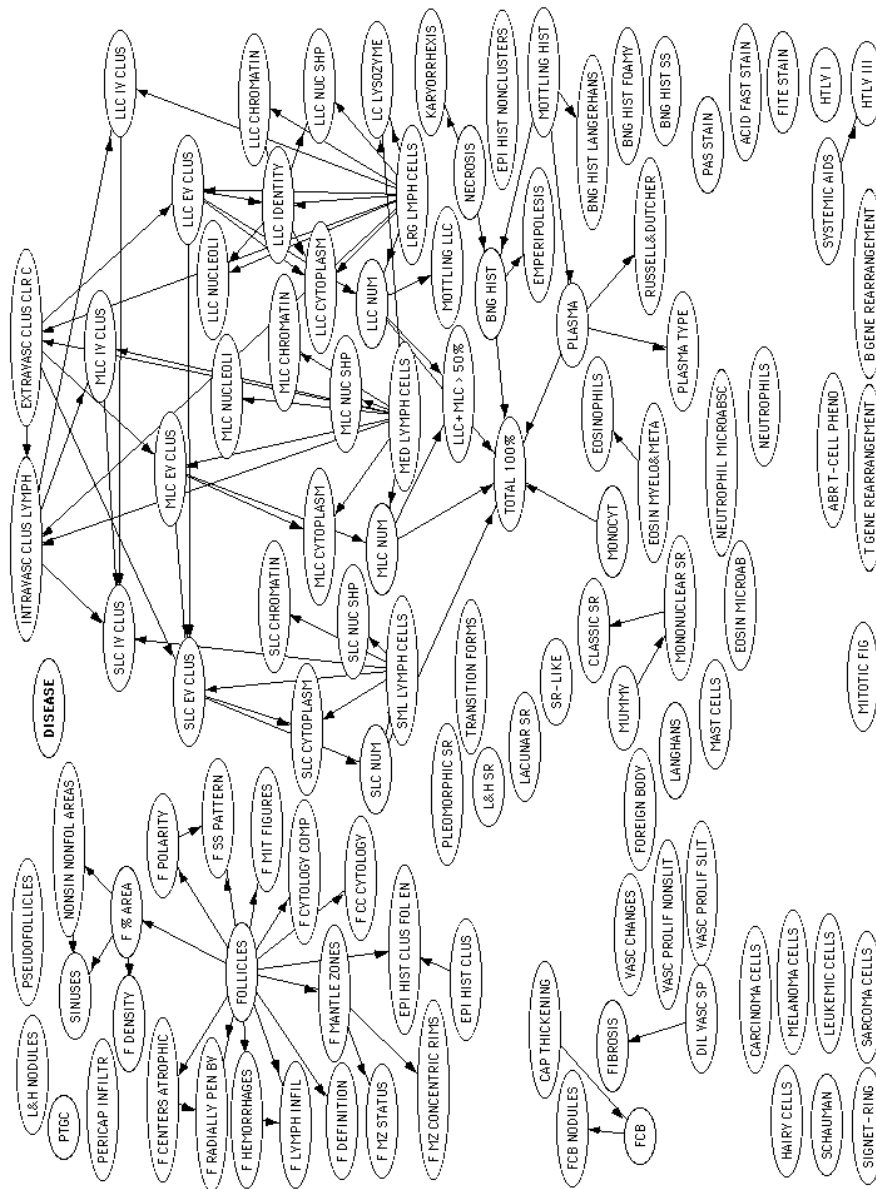 SIGNET-RING
SCHAUMAN
HAIRY CELLS
FCB
FCB NODULES
F MZ CONCENTRIC RIMS
F MZ STATUS
F DEFINITION
F LYMPH INFIL
F HEMORRHAGES
F RADIALLY PEN BY
F CENTERS ATROPHIC
PERICAP INFILTR
PTGC
L&H NODULES
SARCOMA CELLS
LEUKEMIC CELLS
MELANOMA CELLS
CARCINOMA CELLS
DIL VASC SP
FIBROSIS
CAP THICKENING
EPI HIST CLUS
EPI HIST CLUS FOL EN
F MANTLE ZONES
FOLLICLES
F DENSITY
SINUSES
PSEUDOFOLLICLES
VASC PROLIF SLIT
VASC PROLIF NONSLIT
VASC CHANGES
F CC CYTOLOGY
F CYTOLOGY COMP
F MIT FIGURES
F SS PATTERN
F POLARITY
F % AREA
NONSIN NONFOL AREAS
FOREIGN BODY
LANGHANS
MAST CELLS
MUMMY
PLEOMORPHIC SR
L&H SR
LACUNAR SR
SR-LIKE
TRANSITION FORMS
DISEASE
MITOTIC FIG
EOSIN MICROAB
MONONUCLEAR SR
CLASSIC SR
SLC NUM
SLC CYTOPLASM
SML LYMPH CELLS
SLC NUC SHP
SLC CHROMATIN
SLC EV CLUS
SLC IV CLUS
INTRAVASC CLUS LYMPH
MONOCYT
TOTAL 100%
MLC NUM
MLC CYTOPLASM
MLC EV CLUS
NEUTROPHIL MICROABSC
EOSIN MYELO&META
EOSINOPHILS
NEUTROPHILS
ABR T-CELL PHENO
T GENE REARRANGEMENT
B GENE REARRANGEMENT
LLC+MLC > 50%
MED LYMPH CELLS
MLC NUC SHP
MLC CHROMATIN
MLC NUCLEOLI
MLC IV CLUS
EXTRAVASC CLUS CLR C
PLASMA TYPE
PLASMA
RUSSELL&DUTCHER
BNG HIST
EMPERIPOLESIS
MOTTLING LLC
LLC NUM
LLC CYTOPLASM
LLC NUCLEOLI
LRG LMPH CELLS
LLC IDENTITY
LLC EV CLUS
SYSTEMIC AIDS
NECROSIS
BNG HIST LANGERHANS
PAS STAIN
EPI HIST NONCLUSTERS
KARYORRHEXIS
LC LYSOZYME
LLC NUC SHP
LLC CHROMATIN
LLC IV CLUS
MOTTLING HIST
BNG HIST FOAMY
BNG HIST SS
ACID FAST STAIN
FITE STAIN
HTLV I
HTLV III